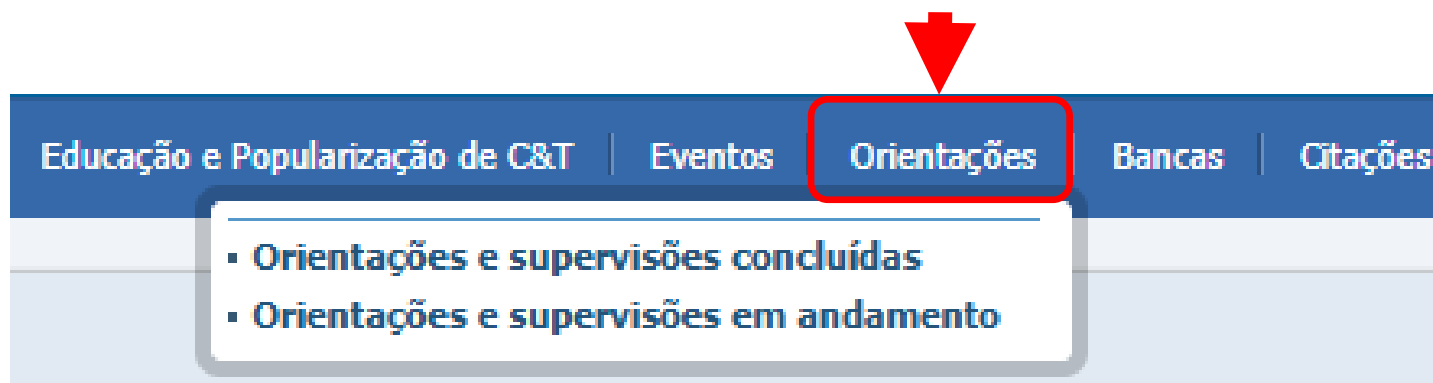 Educação e Popularização de C&T Eventos Orientações Bancas Citações
Orientações e supervisões concluídas
Orientações e supervisões em andamento